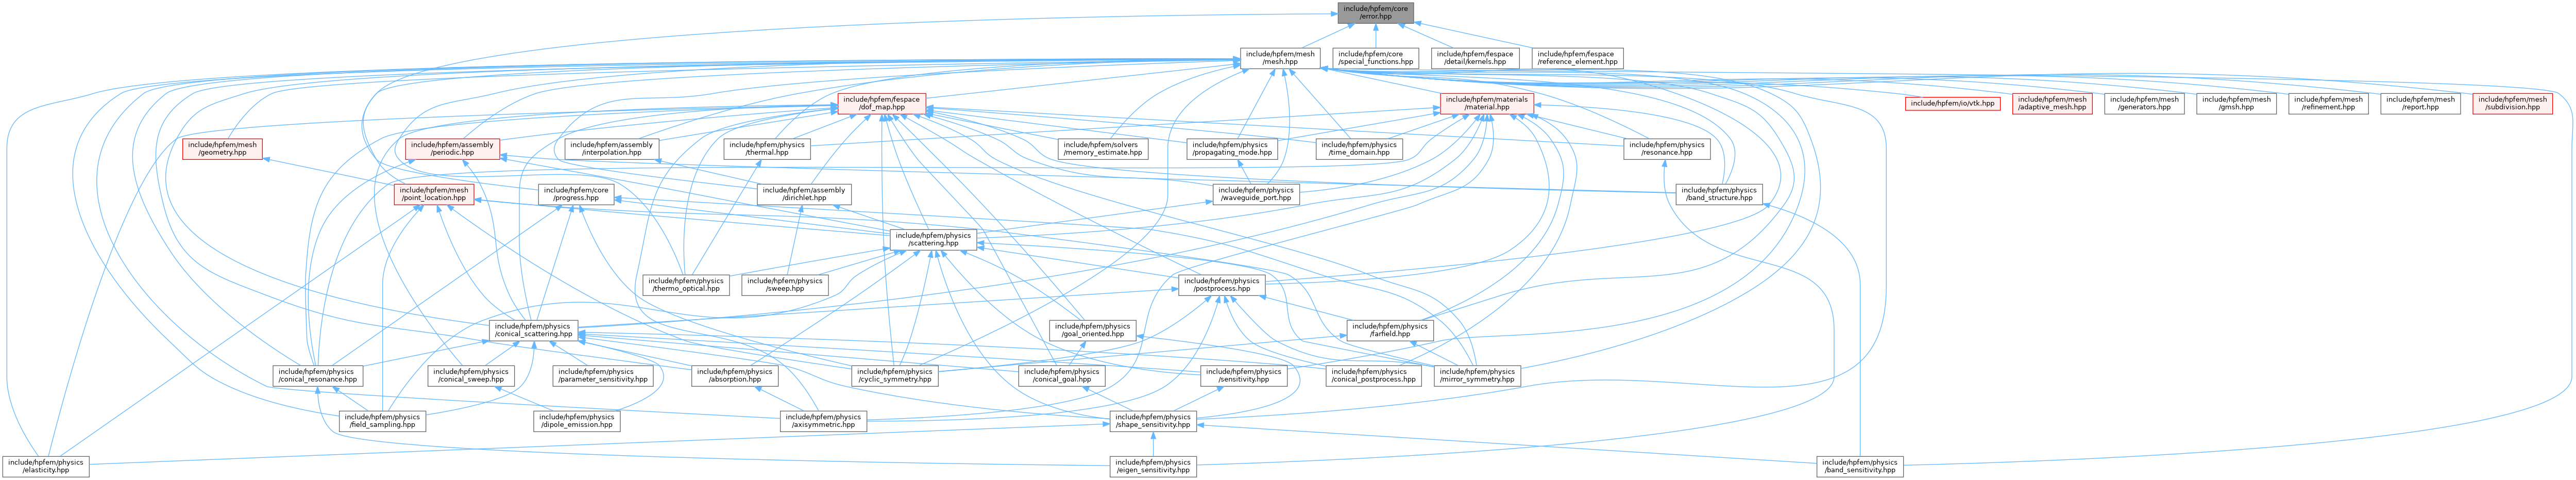 include/hpfem/core
/error.hpp
include/hpfem/mesh
/mesh.hpp
include/hpfem/core
/special_functions.hpp
include/hpfem/fespace
/detail/kernels.hpp
include/hpfem/fespace
/reference_element.hpp
include/hpfem/fespace
/dof_map.hpp
include/hpfem/materials
/material.hpp
include/hpfem/io/vtk.hpp
include/hpfem/mesh
/adaptive_mesh.hpp
include/hpfem/mesh
/generators.hpp
include/hpfem/mesh
/gmsh.hpp
include/hpfem/mesh
/refinement.hpp
include/hpfem/mesh
/report.hpp
include/hpfem/mesh
/subdivision.hpp
include/hpfem/mesh
/geometry.hpp
include/hpfem/assembly
/periodic.hpp
include/hpfem/assembly
/interpolation.hpp
include/hpfem/physics
/thermal.hpp
include/hpfem/solvers
/memory_estimate.hpp
include/hpfem/physics
/propagating_mode.hpp
include/hpfem/physics
/time_domain.hpp
include/hpfem/physics
/resonance.hpp
include/hpfem/mesh
/point_location.hpp
include/hpfem/core
/progress.hpp
include/hpfem/assembly
/dirichlet.hpp
include/hpfem/physics
/waveguide_port.hpp
include/hpfem/physics
/band_structure.hpp
include/hpfem/physics
/scattering.hpp
include/hpfem/physics
/thermo_optical.hpp
include/hpfem/physics
/sweep.hpp
include/hpfem/physics
/postprocess.hpp
include/hpfem/physics
/conical_scattering.hpp
include/hpfem/physics
/goal_oriented.hpp
include/hpfem/physics
/farfield.hpp
include/hpfem/physics
/conical_resonance.hpp
include/hpfem/physics
/conical_sweep.hpp
include/hpfem/physics
/parameter_sensitivity.hpp
include/hpfem/physics
/absorption.hpp
include/hpfem/physics
/cyclic_symmetry.hpp
include/hpfem/physics
/conical_goal.hpp
include/hpfem/physics
/sensitivity.hpp
include/hpfem/physics
/conical_postprocess.hpp
include/hpfem/physics
/mirror_symmetry.hpp
include/hpfem/physics
/field_sampling.hpp
include/hpfem/physics
/dipole_emission.hpp
include/hpfem/physics
/axisymmetric.hpp
include/hpfem/physics
/shape_sensitivity.hpp
include/hpfem/physics
/elasticity.hpp
include/hpfem/physics
/eigen_sensitivity.hpp
include/hpfem/physics
/band_sensitivity.hpp